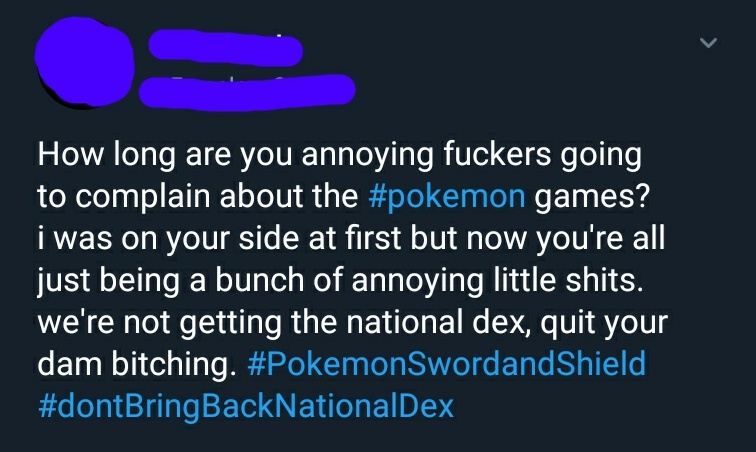 How long are you annoying fuckers going
to complain about the #pokemon games?
i was on your side at first but now you're all
just being a bunch of annoying little shits.
we're not getting the national dex, quit your
dam bitching. #PokemonSwordandShield
#dontBringBackNationalDex